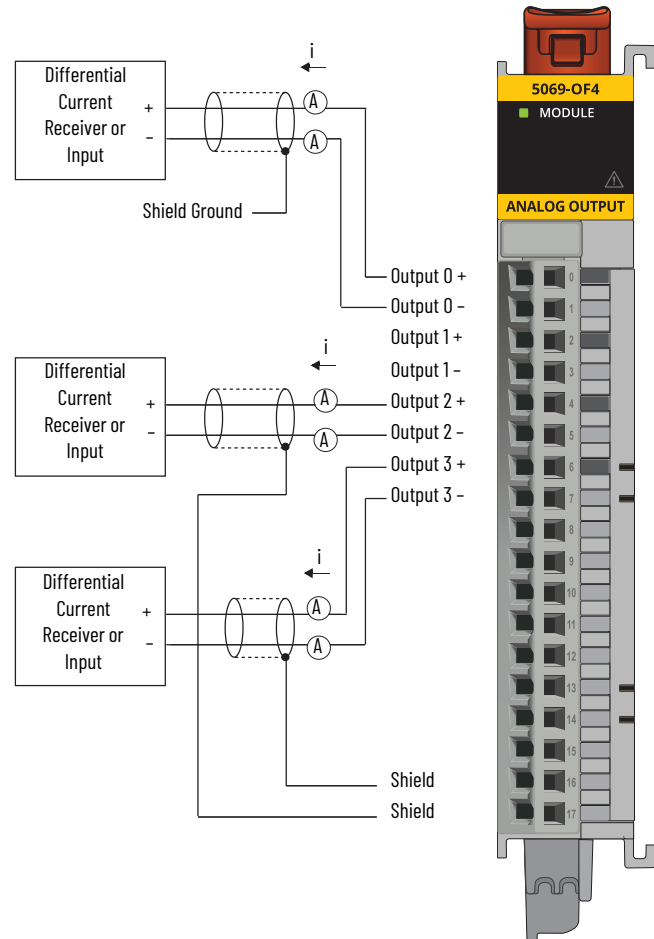 i
Differential
Current
Receiver or
Input
+
−
A
A
Shield Ground
5069-OF4
MODULE
ANALOG OUTPUT
Output 0 +
Output 0 −
Output 1 +
Output 1 −
Output 2 +
Output 2 −
Output 3 +
Output 3 −
i
Differential
Current
Receiver or
Input
+
−
A
A
i
Differential
Current
Receiver or
Input
+
−
A
A
Shield
Shield
0
1
2
3
4
5
6
7
8
9
10
11
12
13
14
15
16
17